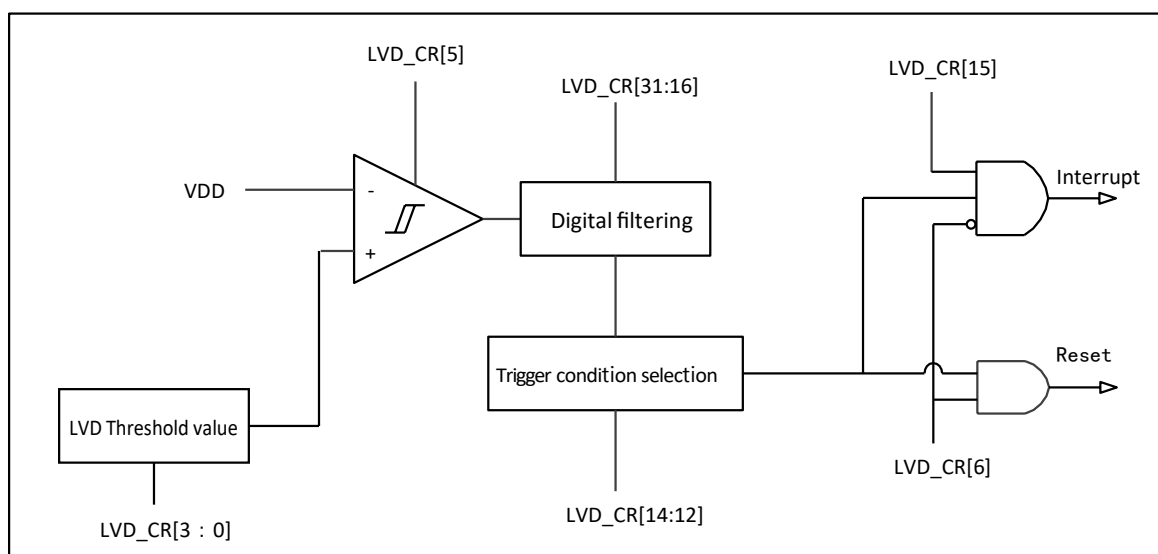 LVD_CR[5]
LVD_CR[31:16]
LVD_CR[15]
VDD
-
+
Digital filtering
Interrupt
Trigger condition selection
Reset
LVD Threshold value
LVD_CR[6]
LVD_CR[14:12]
LVD_CR[3 : 0]